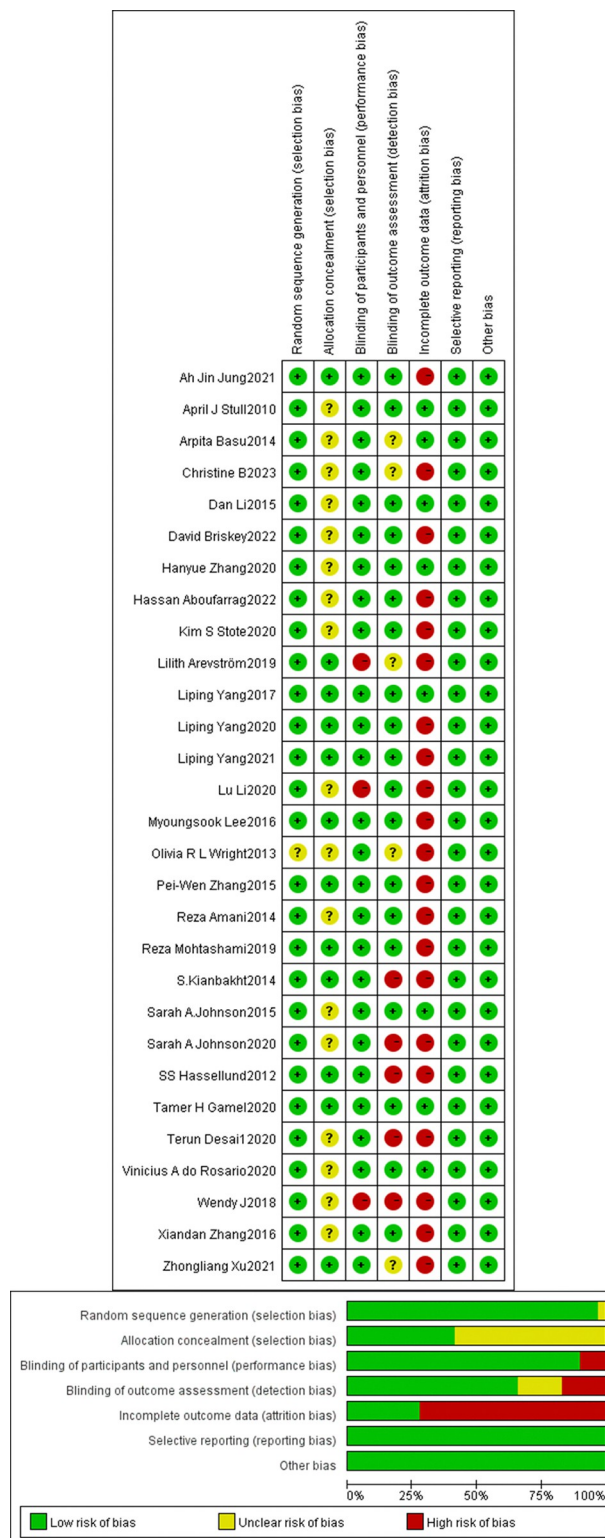 Random sequence generation (selection bias)
Allocation concealment (selection bias)
Blinding of participants and personnel (performance bias)
Blinding of outcome assessment (detection bias)
Incomplete outcome data (attrition bias)
Selective reporting (reporting bias)
Other bias
Ah Jin Jung2021 + + + + - + +
April J Stull2010 + ? + + + + +
Arpita Basu2014 + ? + ? + + +
Christine B2023 + ? + ? - + +
Dan Li2015 + ? + + + + +
David Briskey2022 + ? + + - + +
Hanyue Zhang2020 + ? + + + + +
Hassan Aboufarrag2022 + ? + + - + +
Kim S Stote2020 + ? + + - + +
Lilith Arevström2019 + + - ? - + +
Liping Yang2017 + + + + + + +
Liping Yang2020 + + + + - + +
Liping Yang2021 + + + + - + +
Lu Li2020 + ? - + - + +
Myoungsook Lee2016 + + + + - + +
Olivia R L Wright2013 ? ? + ? - + +
Pei-Wen Zhang2015 + + + + - + +
Reza Amani2014 + ? + + - + +
Reza Mohtashami2019 + + + + - + +
S.Kianbakht2014 + + + - - + +
Sarah A.Johnson2015 + ? + + + + +
Sarah A Johnson2020 + ? + - - + +
SS Hassellund2012 + + + - - + +
Tamer H Gamel2020 + + + + + + +
Terun Desai12020 + ? + - - + +
Vinicius A do Rosario2020 + ? + + + + +
Wendy J2018 + ? - - - + +
Xiandan Zhang2016 + ? + + - + +
Zhongliang Xu2021 + + + ? - + +
Random sequence generation (selection bias)
Allocation concealment (selection bias)
Blinding of participants and personnel (performance bias)
Blinding of outcome assessment (detection bias)
Incomplete outcome data (attrition bias)
Selective reporting (reporting bias)
Other bias
0% 25% 50% 75% 100%
Low risk of bias Unclear risk of bias High risk of bias